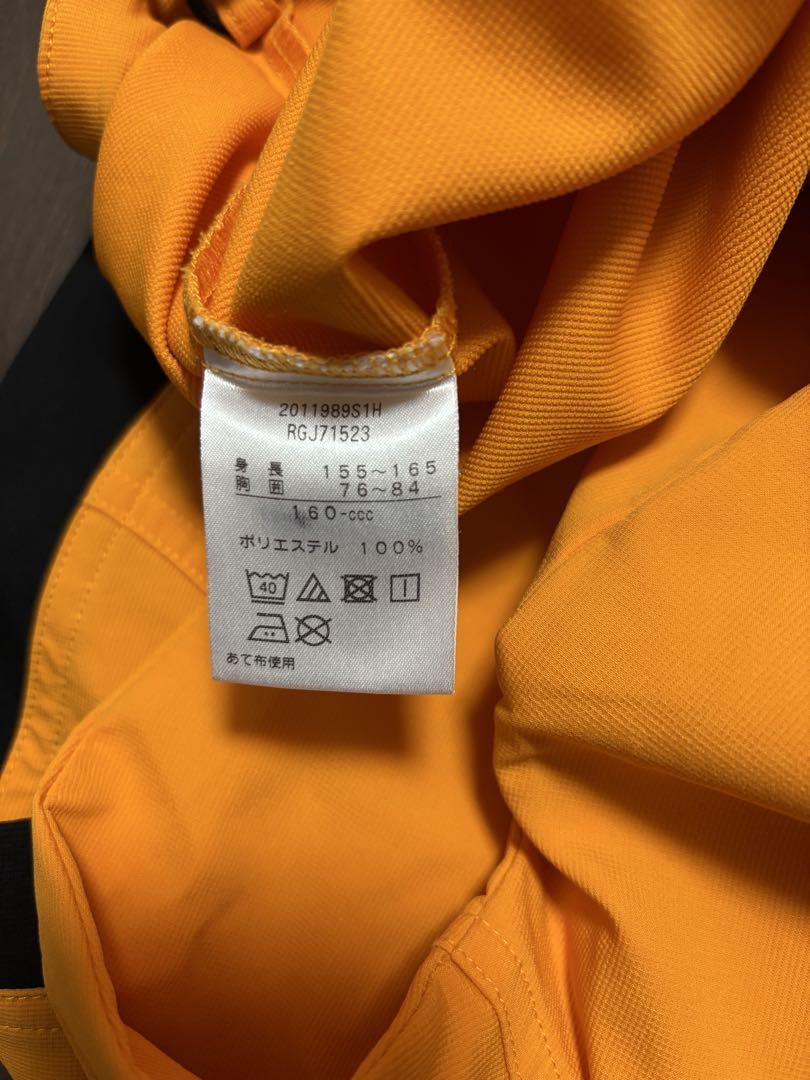 2011989S1H
RGJ71523
身長 155~165
胸囲 76~84
160-ccc
ポリエステル 100%
40
あて布使用